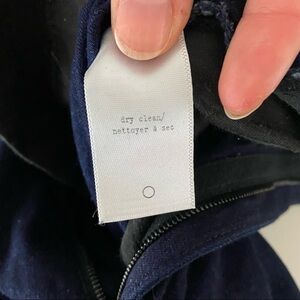 dry clean/
nettoyer à sec